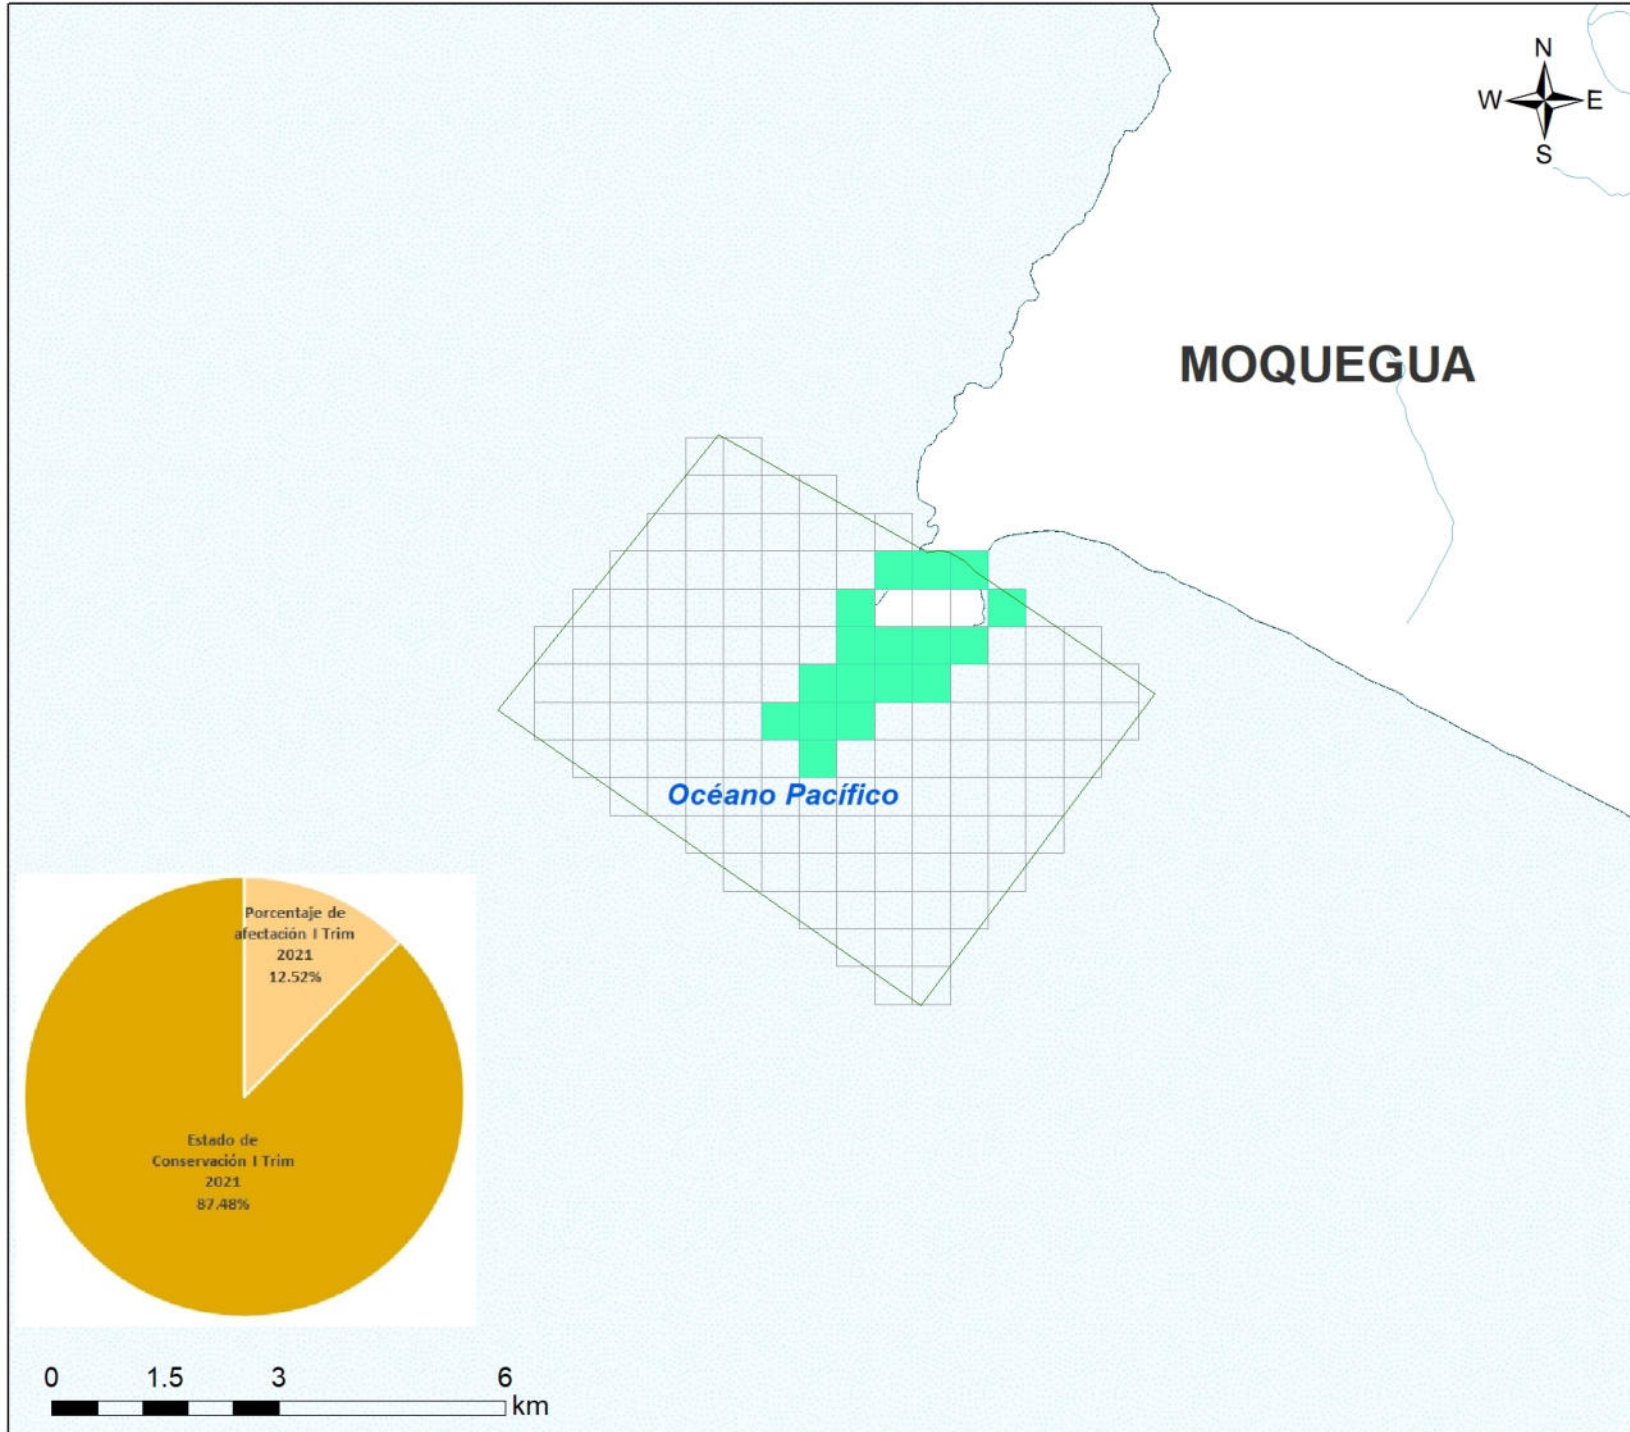 N
W E
S
MOQUEGUA
Océano Pacífico
Porcentaje de
afectación I Trim
2021
12.52%
Estado de
Conservación I Trim
2021
87.48%
0 1.5 3 6
km